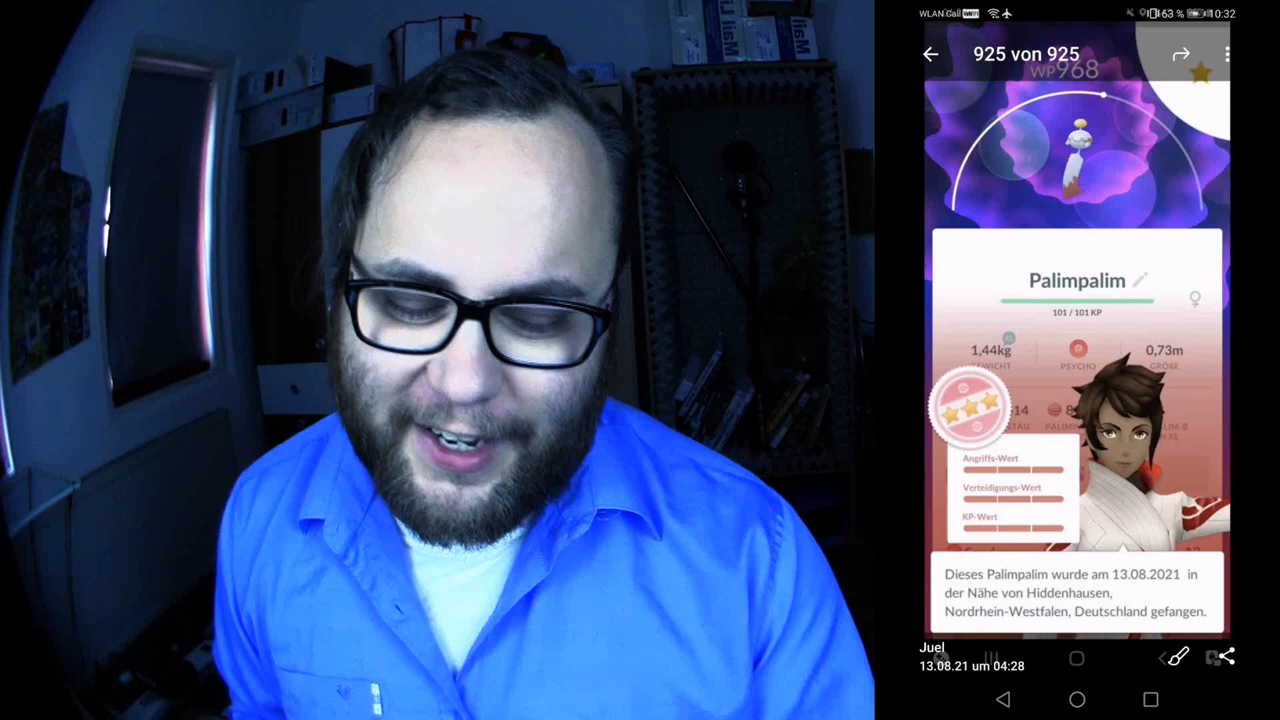 WLAN Call
63 %
10:32
925 von 925
WP968
Palimpalim
101 / 101 KP
XL
1,44kg
0,73m
PSYCHO
GRÖßE
Angriffs-Wert
Verteidigungs-Wert
KP-Wert
Dieses Palimpalim wurde am 13.08.2021 in
der Nähe von Hiddenhausen,
Nordrhein-Westfalen, Deutschland gefangen.
Juel
13.08.21 um 04:28